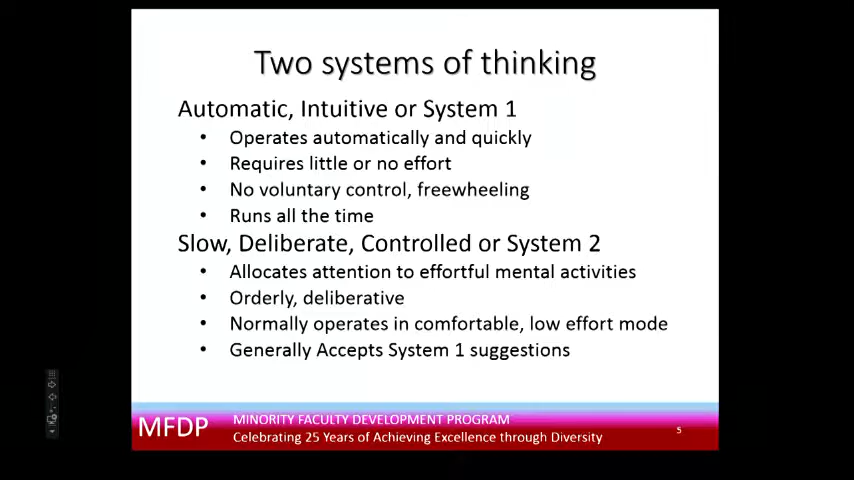 Two systems of thinking
Automatic, Intuitive or System 1
• Operates automatically and quickly
• Requires little or no effort
• No voluntary control, freewheeling
• Runs all the time
Slow, Deliberate, Controlled or System 2
• Allocates attention to effortful mental activities
• Orderly, deliberative
• Normally operates in comfortable, low effort mode
• Generally Accepts System 1 suggestions
MFDP
MINORITY FACULTY DEVELOPMENT PROGRAM
Celebrating 25 Years of Achieving Excellence through Diversity
5